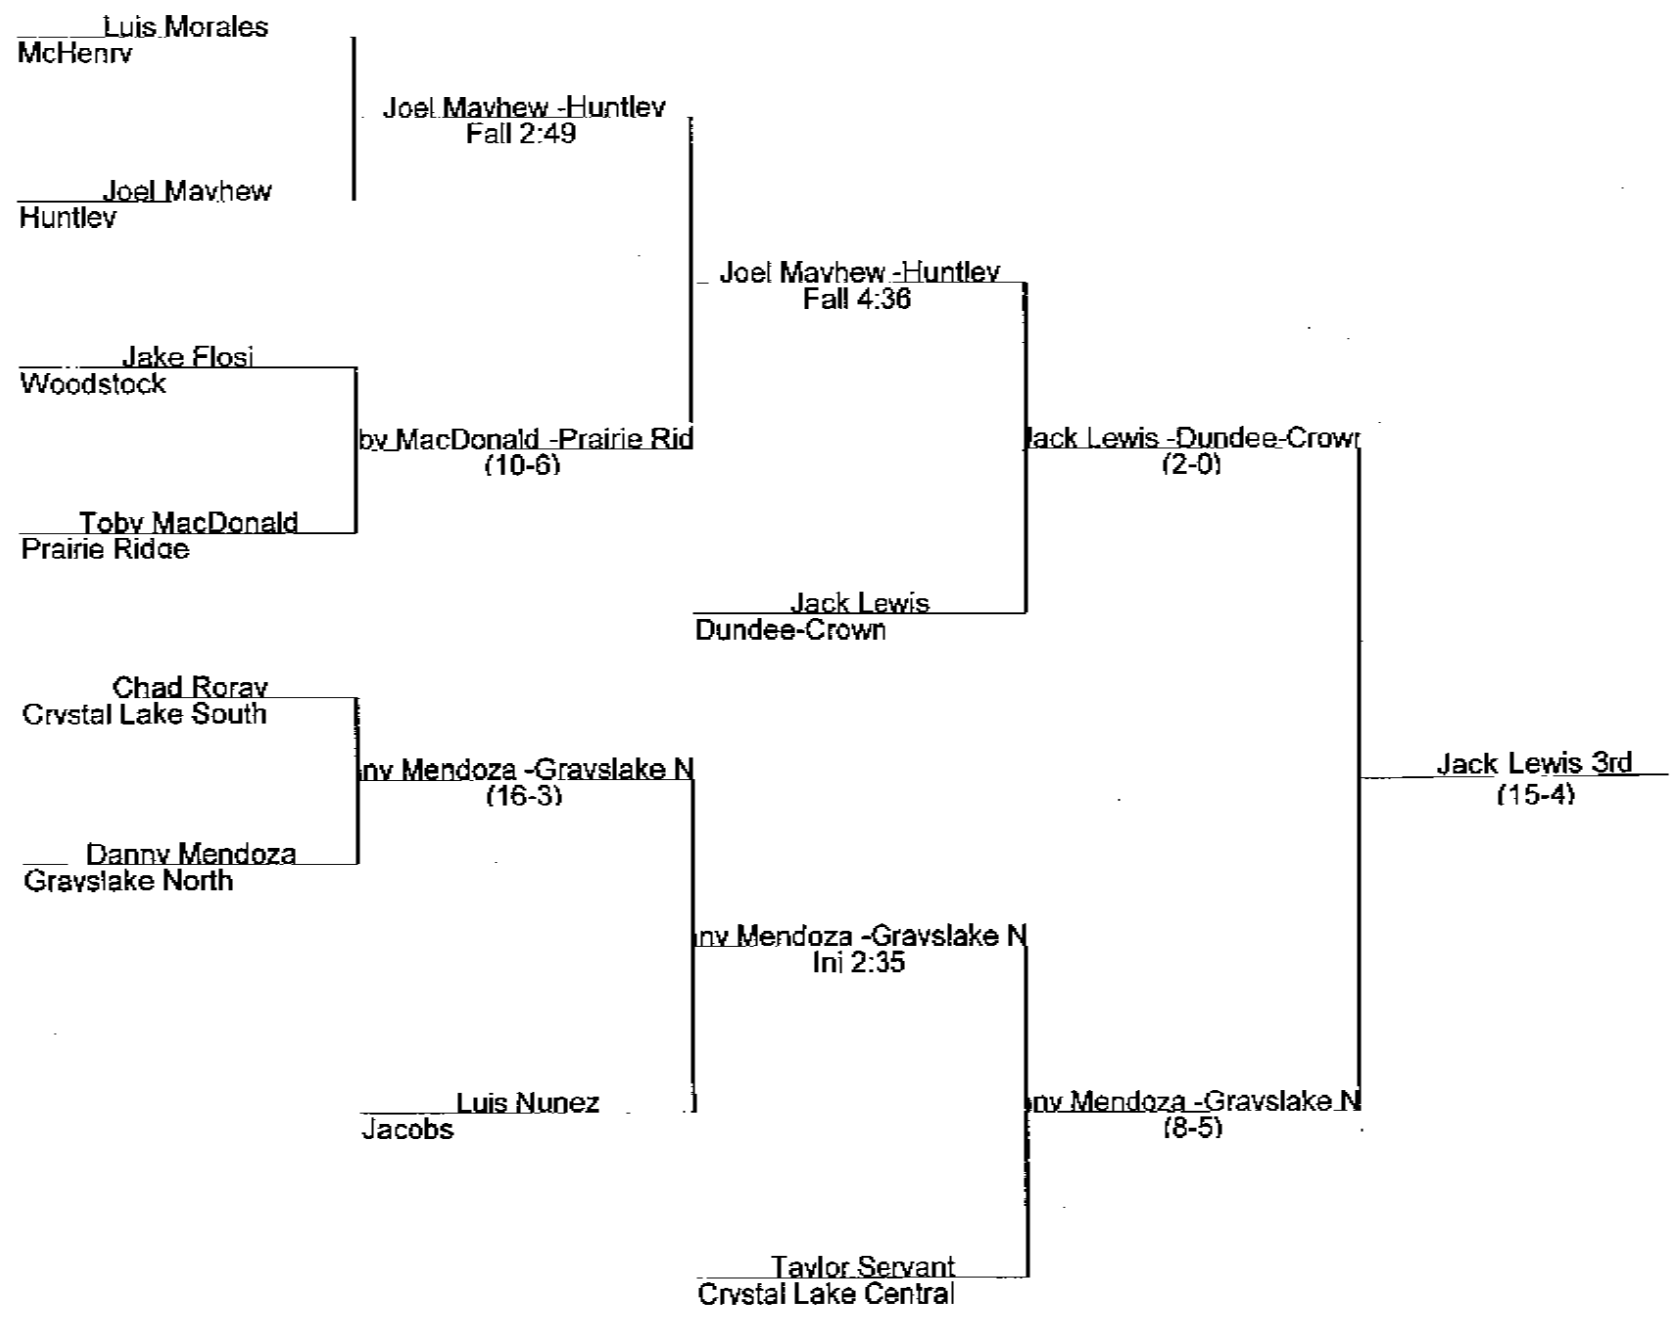 Luis Morales
McHenry
Joel Mayhew -Huntley
Fall 2:49
Joel Mayhew
Huntley
Joel Mayhew -Huntley
Fall 4:36
Jake Flosi
Woodstock
by MacDonald -Prairie Rid
(10-6)
Jack Lewis -Dundee-Crown
(2-0)
Toby MacDonald
Prairie Ridge
Jack Lewis
Dundee-Crown
Chad Roray
Crystal Lake South
ny Mendoza -Grayslake N
(16-3)
Jack Lewis 3rd
(15-4)
Danny Mendoza
Grayslake North
ny Mendoza -Grayslake N
Inj 2:35
Luis Nunez
Jacobs
ny Mendoza -Grayslake N
(8-5)
Taylor Servant
Crystal Lake Central